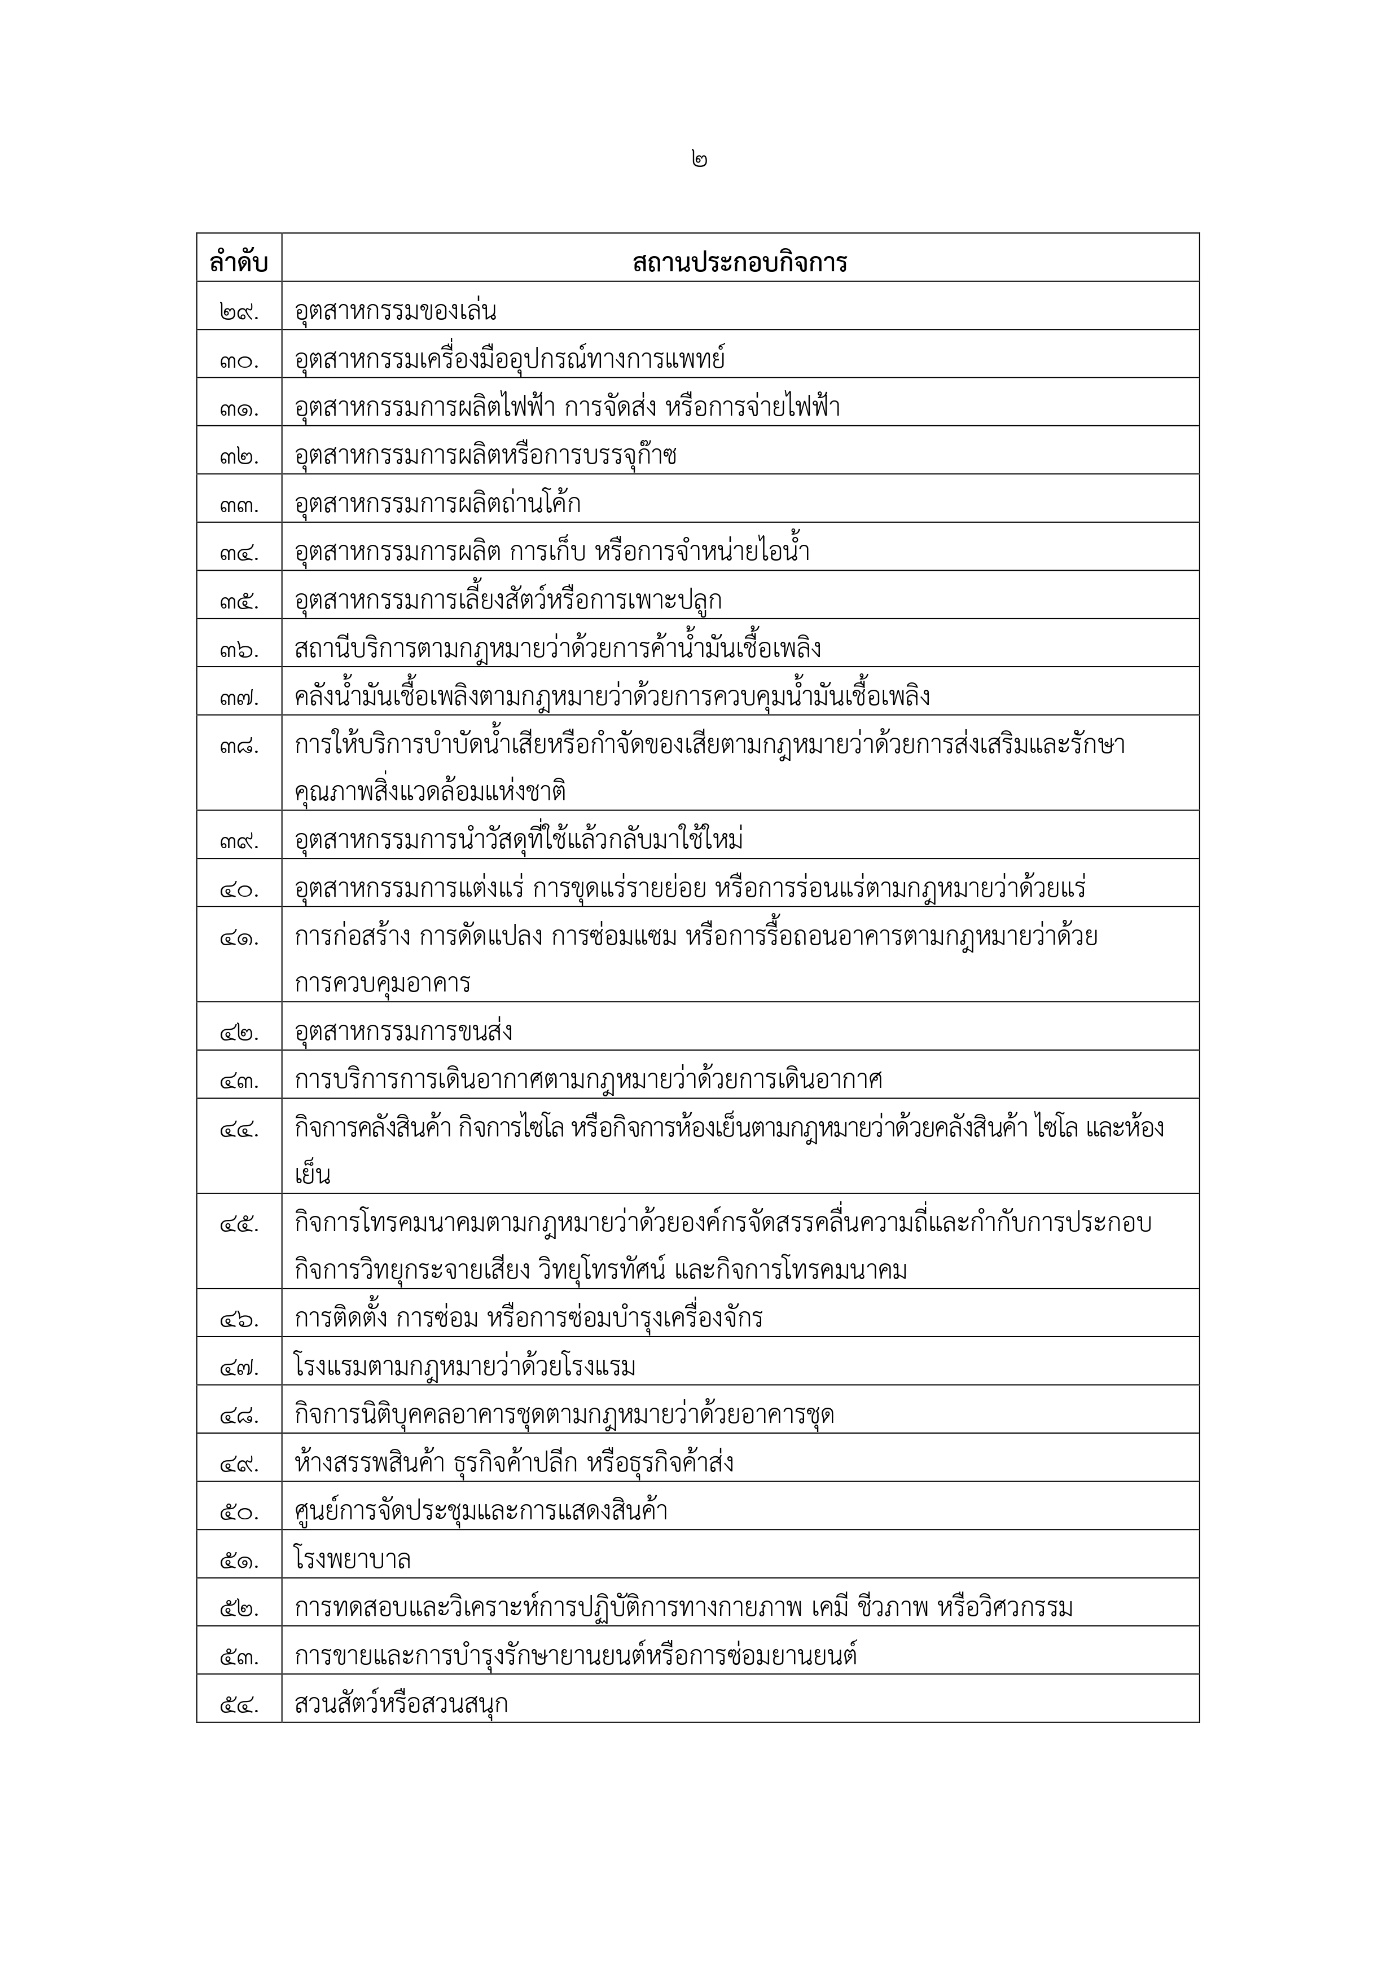 ๒
ลำดับ สถานประกอบกิจการ
๒๙. อุตสาหกรรมของเล่น
๓๐. อุตสาหกรรมเครื่องมืออุปกรณ์ทางการแพทย์
๓๑. อุตสาหกรรมการผลิตไฟฟ้า การจัดส่ง หรือการจ่ายไฟฟ้า
๓๒. อุตสาหกรรมการผลิตหรือการบรรจุก๊าซ
๓๓. อุตสาหกรรมการผลิตถ่านโค้ก
๓๔. อุตสาหกรรมการผลิต การเก็บ หรือการจำหน่ายไอน้ำ
๓๕. อุตสาหกรรมการเลี้ยงสัตว์หรือการเพาะปลูก
๓๖. สถานีบริการตามกฎหมายว่าด้วยการค้าน้ำมันเชื้อเพลิง
๓๗. คลังน้ำมันเชื้อเพลิงตามกฎหมายว่าด้วยการควบคุมน้ำมันเชื้อเพลิง
๓๘. การให้บริการบำบัดน้ำเสียหรือกำจัดของเสียตามกฎหมายว่าด้วยการส่งเสริมและรักษา
คุณภาพสิ่งแวดล้อมแห่งชาติ
๓๙. อุตสาหกรรมการนำวัสดุที่ใช้แล้วกลับมาใช้ใหม่
๔๐. อุตสาหกรรมการแต่งแร่ การขุดแร่รายย่อย หรือการร่อนแร่ตามกฎหมายว่าด้วยแร่
๔๑. การก่อสร้าง การดัดแปลง การซ่อมแซม หรือการรื้อถอนอาคารตามกฎหมายว่าด้วย
การควบคุมอาคาร
๔๒. อุตสาหกรรมการขนส่ง
๔๓. การบริการการเดินอากาศตามกฎหมายว่าด้วยการเดินอากาศ
๔๔. กิจการคลังสินค้า กิจการไซโล หรือกิจการห้องเย็นตามกฎหมายว่าด้วยคลังสินค้า ไซโล และห้อง
เย็น
๔๕. กิจการโทรคมนาคมตามกฎหมายว่าด้วยองค์กรจัดสรรคลื่นความถี่และกำกับการประกอบ
กิจการวิทยุกระจายเสียง วิทยุโทรทัศน์ และกิจการโทรคมนาคม
๔๖. การติดตั้ง การซ่อม หรือการซ่อมบำรุงเครื่องจักร
๔๗. โรงแรมตามกฎหมายว่าด้วยโรงแรม
๔๘. กิจการนิติบุคคลอาคารชุดตามกฎหมายว่าด้วยอาคารชุด
๔๙. ห้างสรรพสินค้า ธุรกิจค้าปลีก หรือธุรกิจค้าส่ง
๕๐. ศูนย์การจัดประชุมและการแสดงสินค้า
๕๑. โรงพยาบาล
๕๒. การทดสอบและวิเคราะห์การปฏิบัติการทางกายภาพ เคมี ชีวภาพ หรือวิศวกรรม
๕๓. การขายและการบำรุงรักษายานยนต์หรือการซ่อมยานยนต์
๕๔. สวนสัตว์หรือสวนสนุก